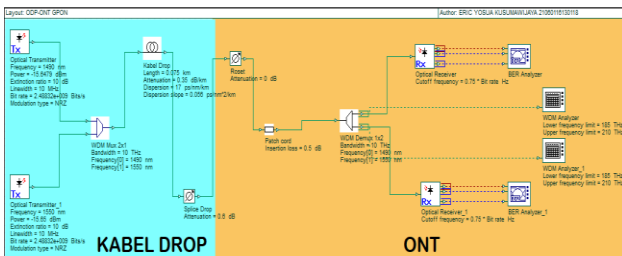 Layout: ODP-ONT GPON
Author: ERIC YOSUA KUSUMAWIJAYA 21060116130118
Tx
Optical Transmitter
Frequency = 1490 nm
Power = -15.6479 dBm
Extinction ratio = 10 dB
Linewidth = 10 MHz
Bit rate = 2.48832e+009 Bits/s
Modulation type = NRZ
Kabel Drop
Length = 0.075 km
Attenuation = 0.35 dB/km
Dispersion = 17 ps/nm/km
Dispersion slope = 0.056 ps/nm^2/km
WDM Mux 2x1
Bandwidth = 10 THz
Frequency[0] = 1490 nm
Frequency[1] = 1550 nm
Tx
Optical Transmitter_1
Frequency = 1550 nm
Power = -15.65 dBm
Extinction ratio = 10 dB
Linewidth = 10 MHz
Bit rate = 2.48832e+009 Bits/s
Modulation type = NRZ
Splice Drop
Attenuation = 0.6 dB
KABEL DROP
Roset
Attenuation = 0 dB
Patch cord
Insertion loss = 0.5 dB
WDM Demux 1x2
Bandwidth = 10 THz
Frequency[0] = 1490 nm
Frequency[1] = 1550 nm
Rx
Optical Receiver
Cutoff frequency = 0.75 * Bit rate Hz
BER Analyzer
WDM Analyzer
Lower frequency limit = 185 THz
Upper frequency limit = 210 THz
WDM Analyzer_1
Lower frequency limit = 185 THz
Upper frequency limit = 210 THz
Rx
Optical Receiver_1
Cutoff frequency = 0.75 * Bit rate Hz
BER Analyzer_1
ONT